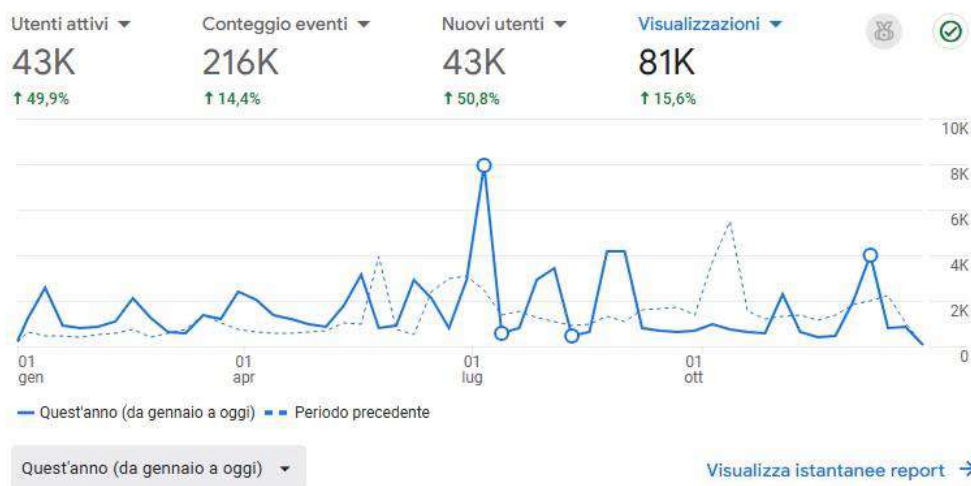 Utenti attivi Conteggio eventi Nuovi utenti Visualizzazioni
43K 216K 43K 81K
↑ 49,9% ↑ 14,4% ↑ 50,8% ↑ 15,6%
10K
8K
6K
4K
2K
0
01 01 01 01
gen apr lug ott
Quest'anno (da gennaio a oggi) Periodo precedente
Quest'anno (da gennaio a oggi) Visualizza istantanee report →